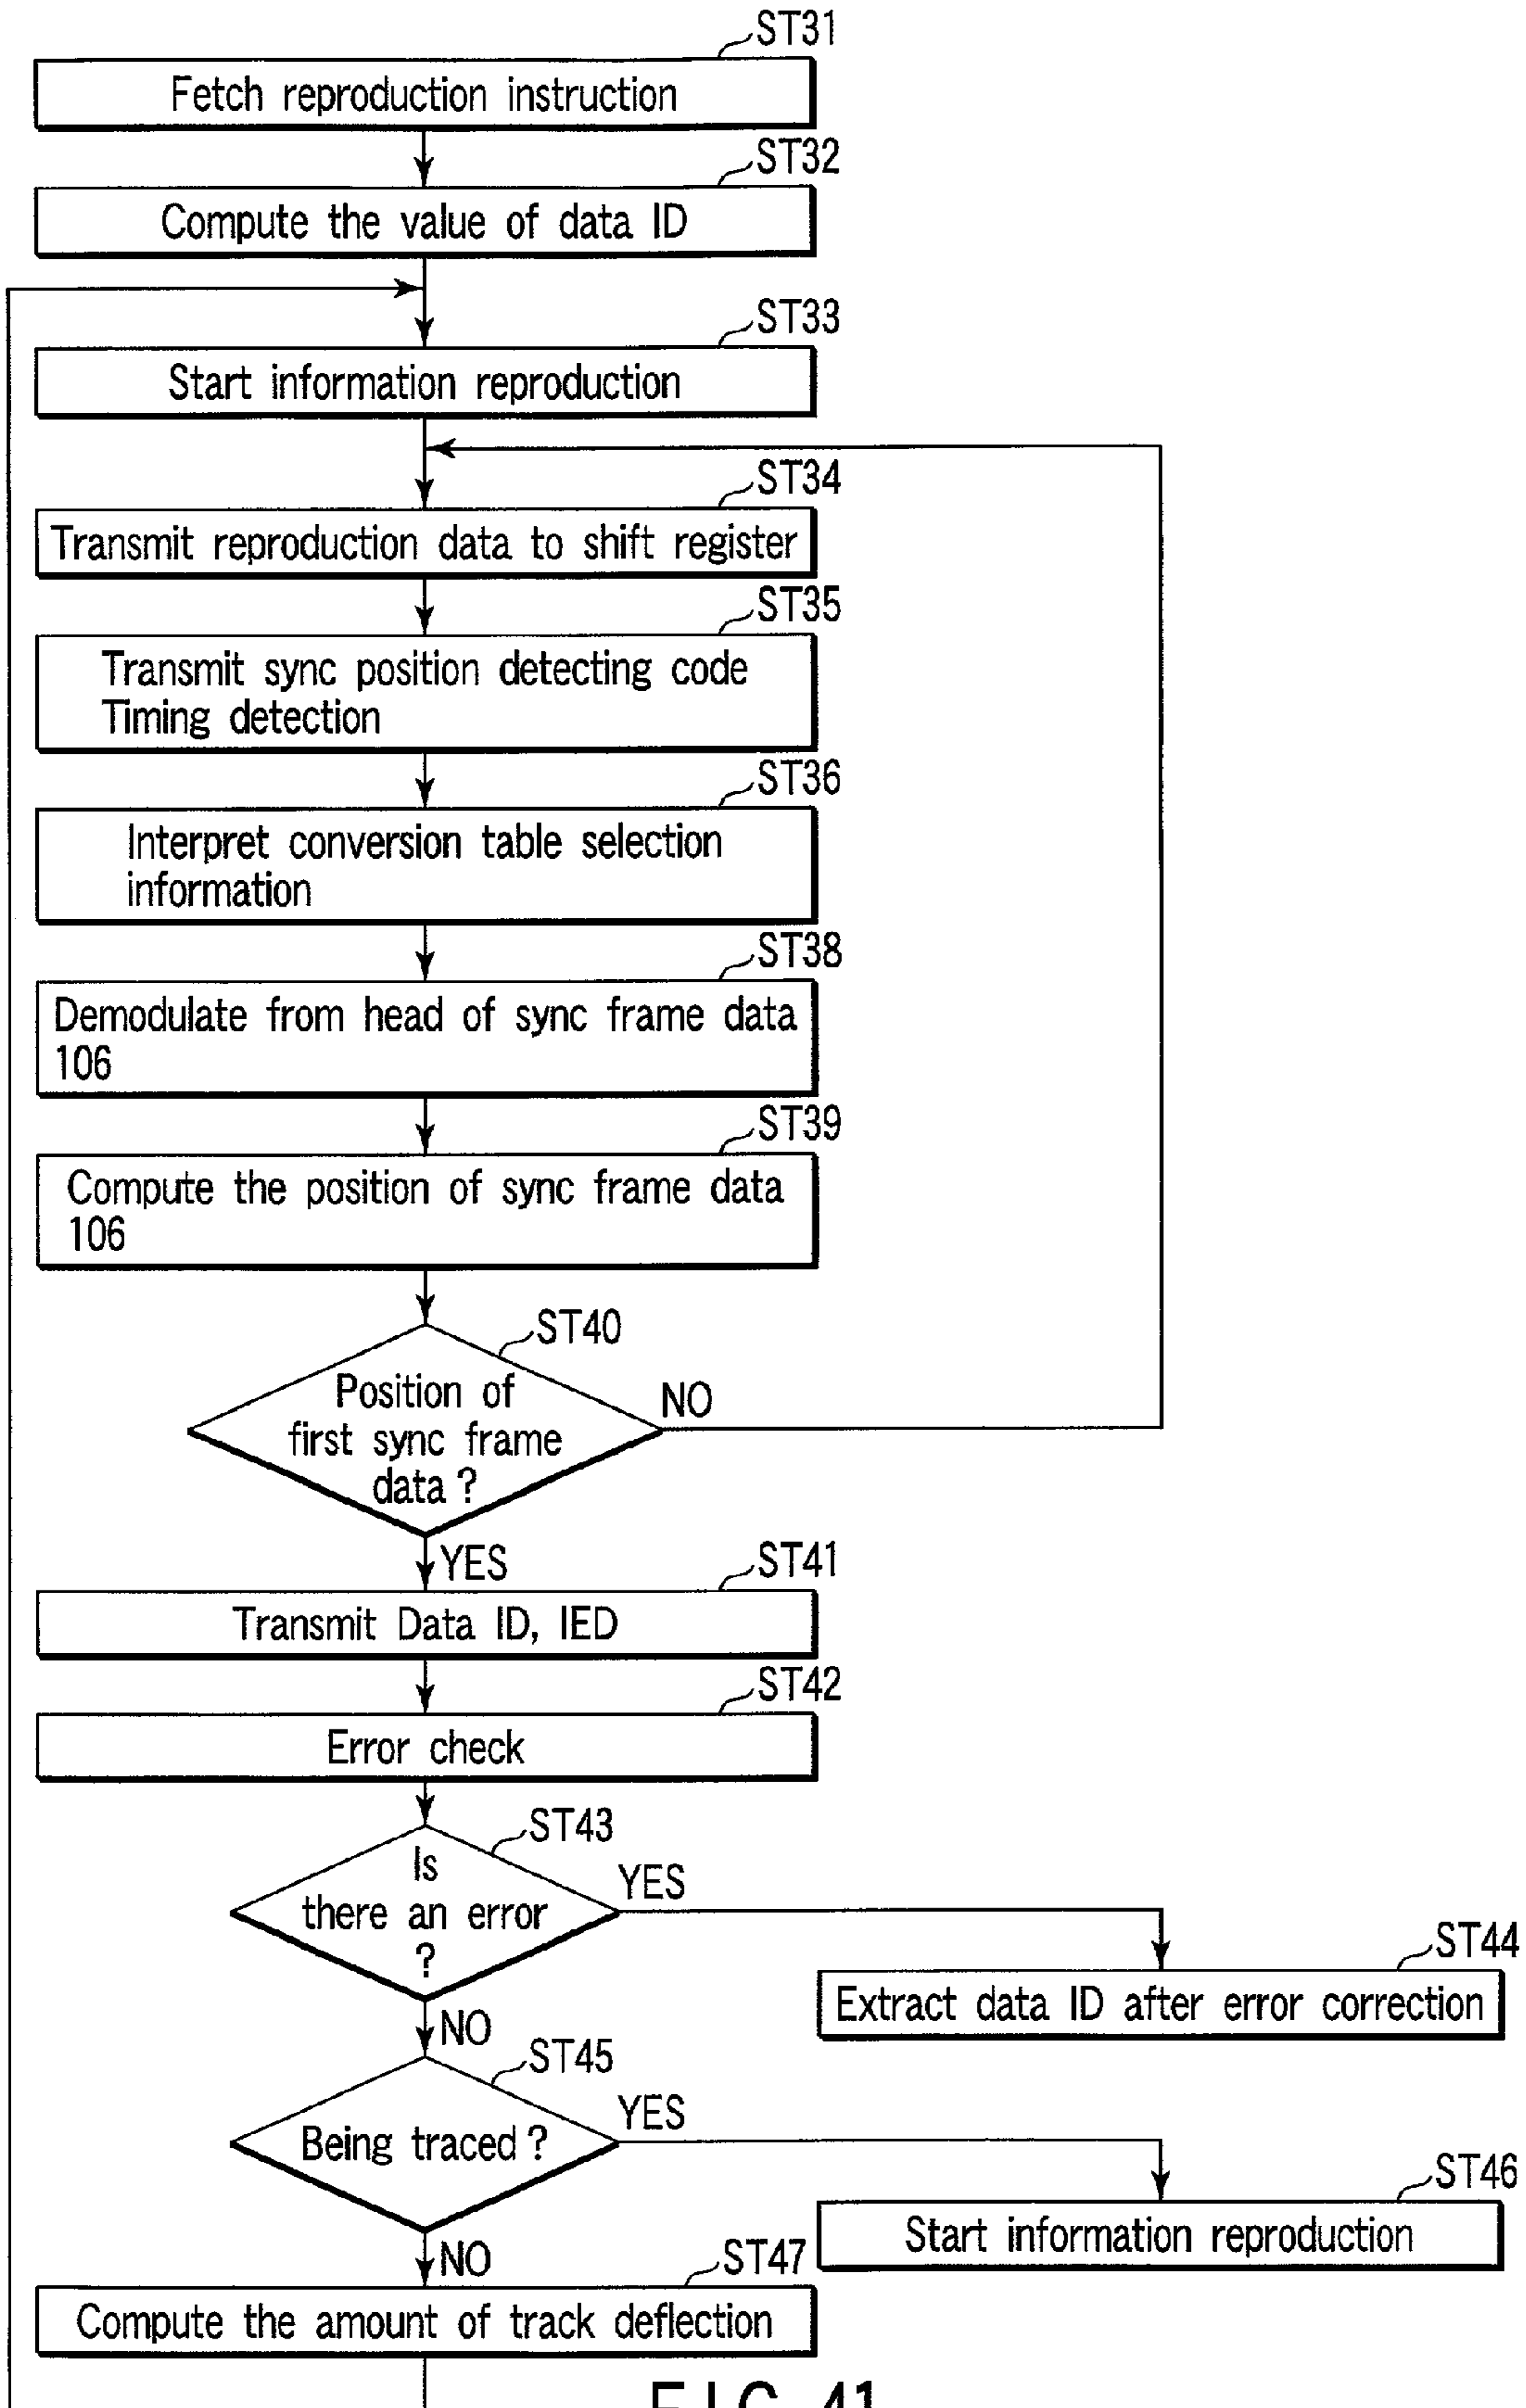 ST31
Fetch reproduction instruction
ST32
Compute the value of data ID
ST33
Start information reproduction
ST34
Transmit reproduction data to shift register
ST35
Transmit sync position detecting code
Timing detection
ST36
Interpret conversion table selection
information
ST38
Demodulate from head of sync frame data
106
ST39
Compute the position of sync frame data
106
ST40
Position of
first sync frame
data?
NO
YES
ST41
Transmit Data ID, IED
ST42
Error check
ST43
Is
there an error
?
YES
ST44
Extract data ID after error correction
NO
ST45
Being traced?
YES
ST46
Start information reproduction
NO
ST47
Compute the amount of track deflection
FIG. 41